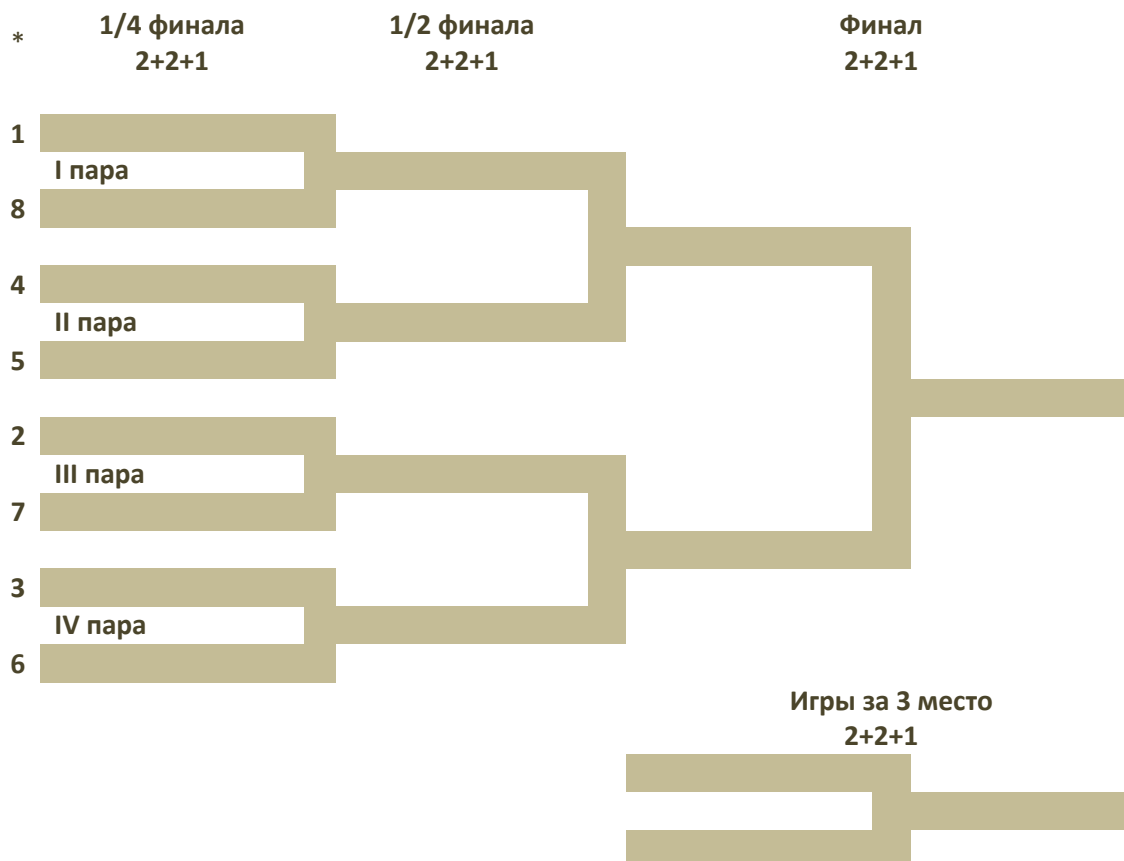 *
1/4 финала
2+2+1
1/2 финала
2+2+1
Финал
2+2+1
1
I пара
8
4
II пара
5
2
III пара
7
3
IV пара
6
Игры за 3 место
2+2+1